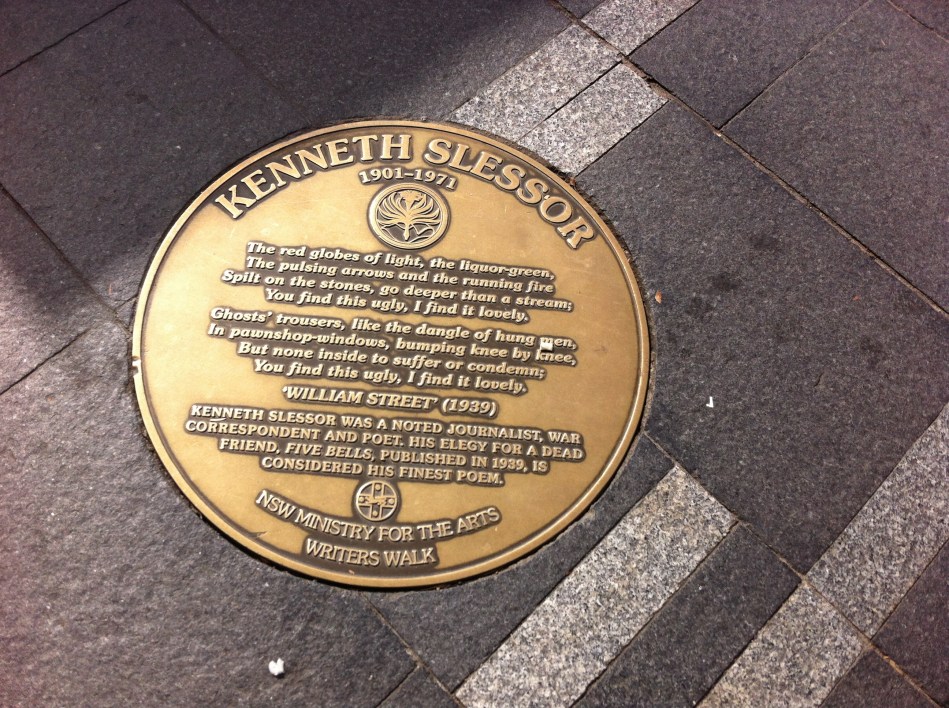 KENNETH SLESSOR
1901–1971
The red globes of light, the liquor-green,
The pulsing arrows and the running fire
Spilt on the stones, go deeper than a stream;
You find this ugly, I find it lovely.
Ghosts' trousers, like the dangle of hung men,
In pawnshop-windows, bumping knee by knee,
But none inside to suffer or condemn;
You find this ugly, I find it lovely.
'WILLIAM STREET' (1939)
KENNETH SLESSOR WAS A NOTED JOURNALIST, WAR
CORRESPONDENT AND POET. HIS ELEGY FOR A DEAD
FRIEND, FIVE BELLS, PUBLISHED IN 1939, IS
CONSIDERED HIS FINEST POEM.
NSW MINISTRY FOR THE ARTS
WRITERS WALK